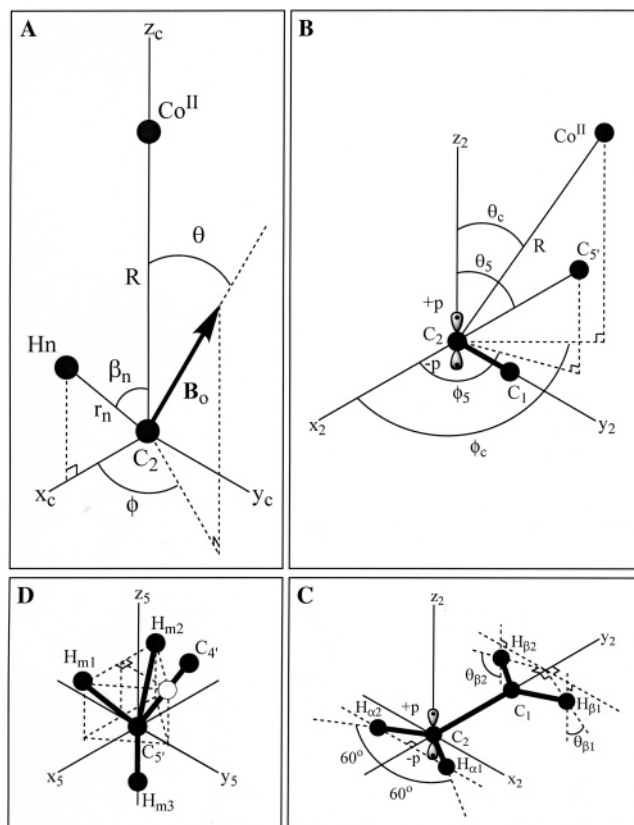 A
z_c
Co^II
θ
R
Hn
β_n
B_o
r_n
C_2
x_c
y_c
φ
B
Co^II
z_2
θ_c
R
C_5'
θ_5
+p
C_2
-p
φ_5
C_1
x_2
y_2
φ_c
D
z_5
H_m2
C_4'
H_m1
C_5'
x_5
y_5
H_m3
C
z_2
y_2
H_β2
θ_β2
+p
H_α2
C_1
H_β1
C_2
-p
θ_β1
60°
H_α1
x_2
60°